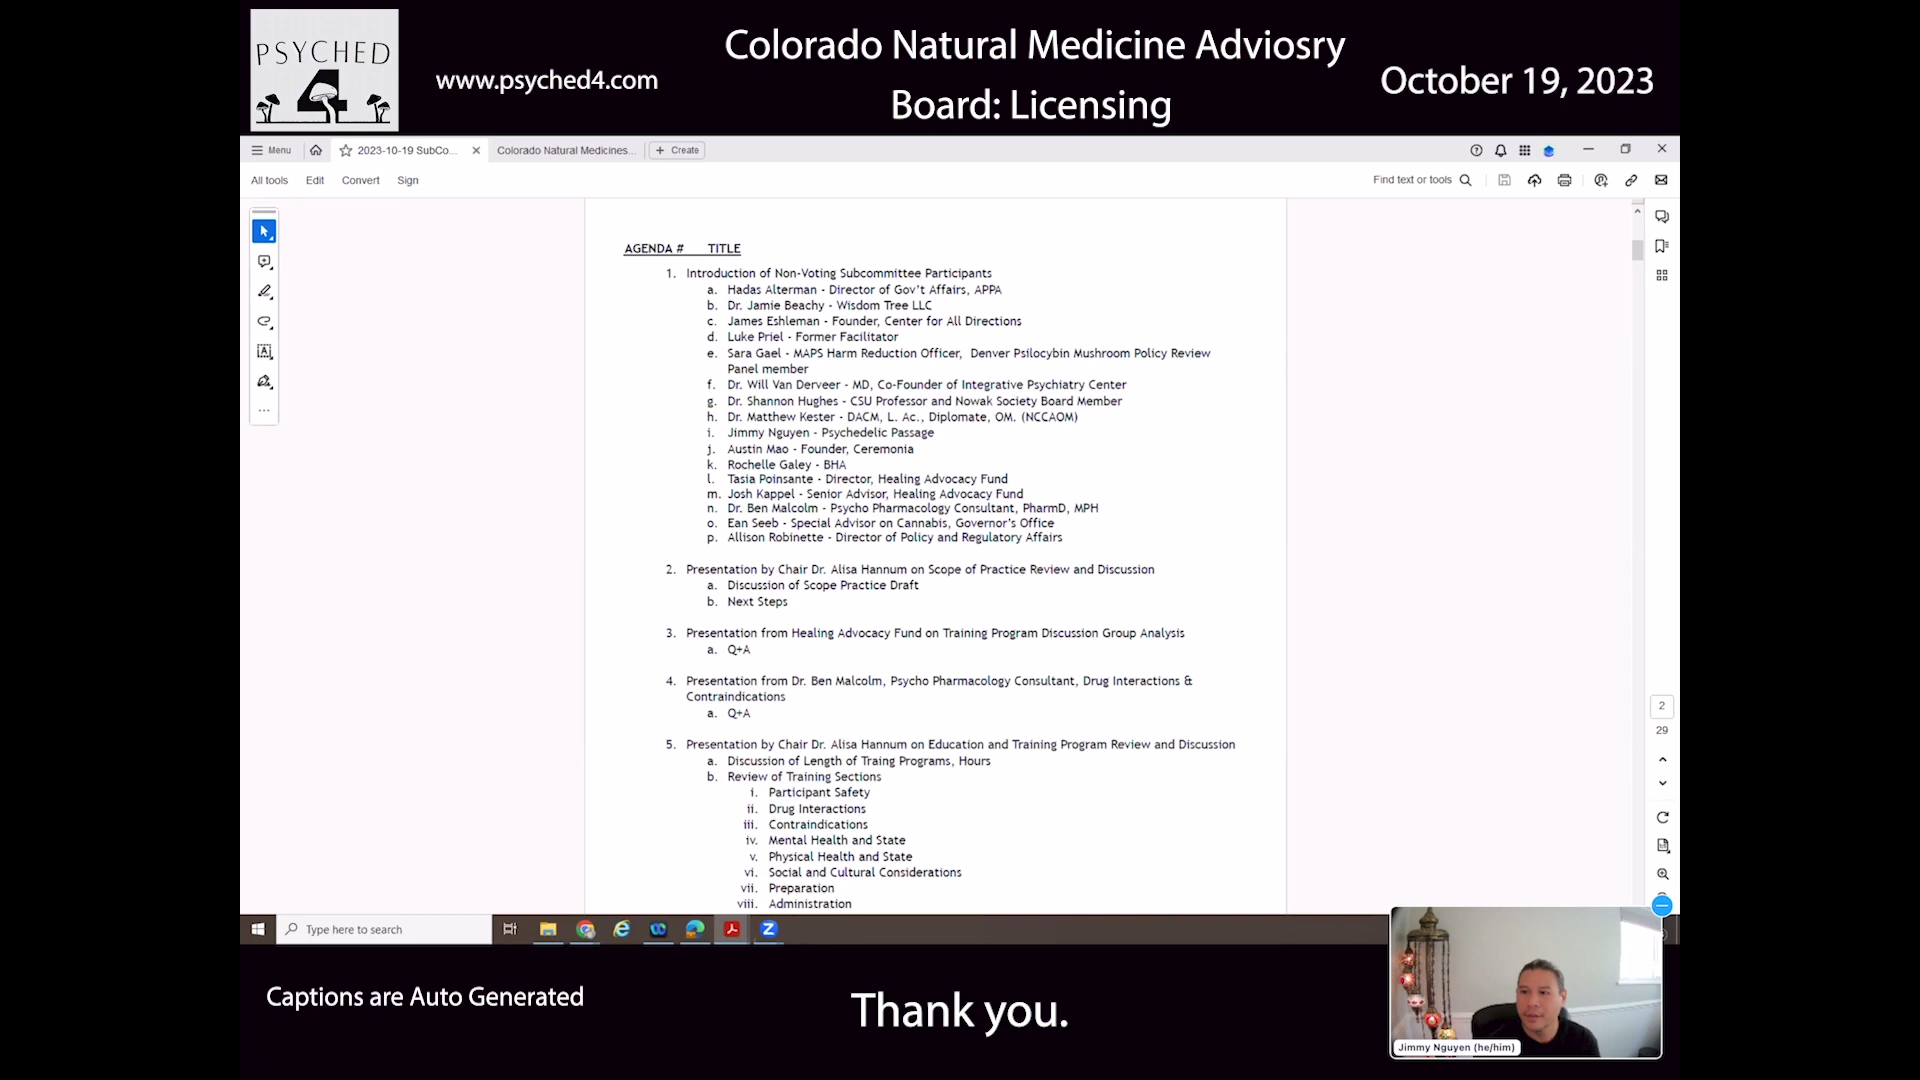 PSYCHED
4
www.psyched4.com
Colorado Natural Medicine Adviosry
Board: Licensing
October 19, 2023
Menu
2023-10-19 SubCo...
Colorado Natural Medicines...
+ Create
All tools
Edit
Convert
Sign
Find text or tools
AGENDA # TITLE
1. Introduction of Non-Voting Subcommittee Participants
a. Hadas Alterman - Director of Gov't Affairs, APPA
b. Dr. Jamie Beachy - Wisdom Tree LLC
c. James Eshleman - Founder, Center for All Directions
d. Luke Priel - Former Facilitator
e. Sara Gael - MAPS Harm Reduction Officer, Denver Psilocybin Mushroom Policy Review
Panel member
f. Dr. Will Van Derveer - MD, Co-Founder of Integrative Psychiatry Center
g. Dr. Shannon Hughes - CSU Professor and Nowak Society Board Member
h. Dr. Matthew Kester - DACM, L. Ac., Diplomate, OM. (NCCAOM)
i. Jimmy Nguyen - Psychedelic Passage
j. Austin Mao - Founder, Ceremonia
k. Rochelle Galey - BHA
l. Tasia Poinsante - Director, Healing Advocacy Fund
m. Josh Kappel - Senior Advisor, Healing Advocacy Fund
n. Dr. Ben Malcolm - Psycho Pharmacology Consultant, PharmD, MPH
o. Ean Seeb - Special Advisor on Cannabis, Governor's Office
p. Allison Robinette - Director of Policy and Regulatory Affairs
2. Presentation by Chair Dr. Alisa Hannum on Scope of Practice Review and Discussion
a. Discussion of Scope Practice Draft
b. Next Steps
3. Presentation from Healing Advocacy Fund on Training Program Discussion Group Analysis
a. Q+A
4. Presentation from Dr. Ben Malcolm, Psycho Pharmacology Consultant, Drug Interactions &
Contraindications
a. Q+A
5. Presentation by Chair Dr. Alisa Hannum on Education and Training Program Review and Discussion
a. Discussion of Length of Traing Programs, Hours
b. Review of Training Sections
i. Participant Safety
ii. Drug Interactions
iii. Contraindications
iv. Mental Health and State
v. Physical Health and State
vi. Social and Cultural Considerations
vii. Preparation
viii. Administration
2
29
Type here to search
Captions are Auto Generated
Thank you.
Jimmy Nguyen (he/him)